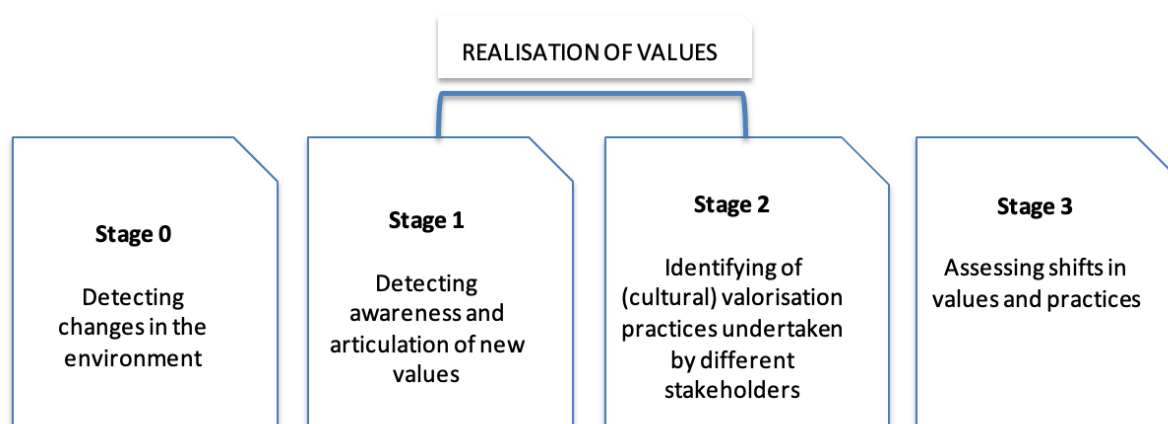 REALISATION OF VALUES
Stage 0
Detecting
changes in the
environment
Stage 1
Detecting
awareness and
articulation of new
values
Stage 2
Identifying of
(cultural) valorisation
practices undertaken
by different
stakeholders
Stage 3
Assessing shifts in
values and practices